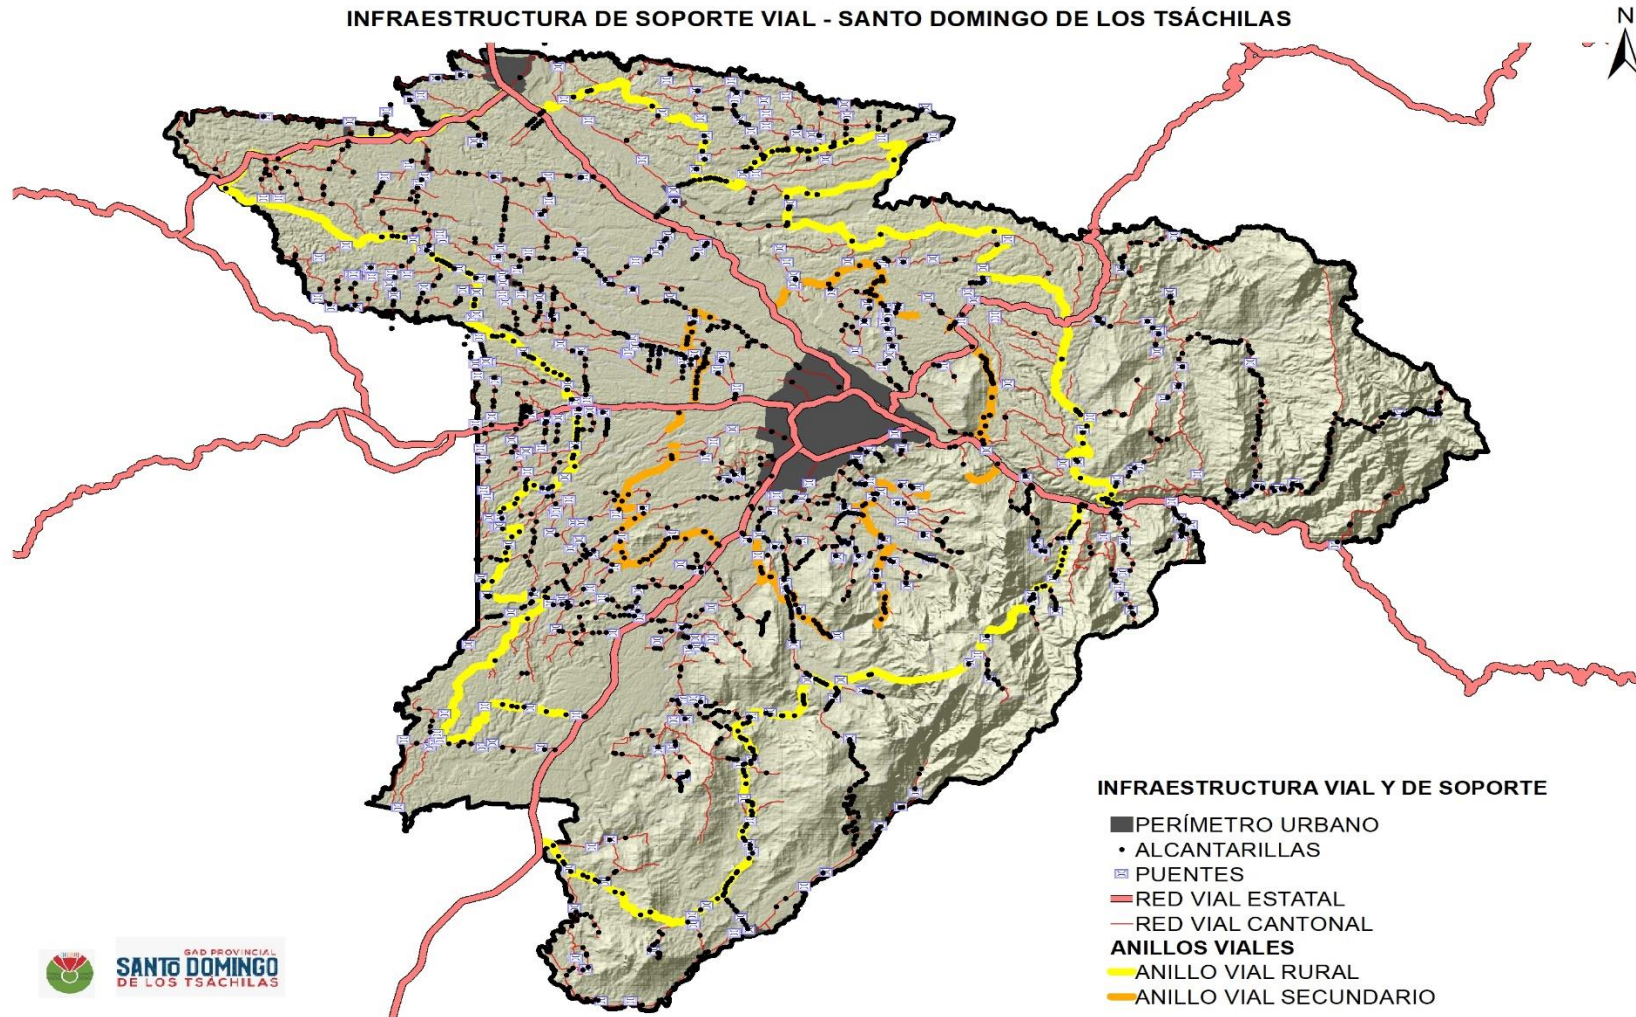 INFRAESTRUCTURA DE SOPORTE VIAL - SANTO DOMINGO DE LOS TSÁCHILAS
N
INFRAESTRUCTURA VIAL Y DE SOPORTE
PERÍMETRO URBANO
ALCANTARILLAS
PUENTES
RED VIAL ESTATAL
RED VIAL CANTONAL
ANILLOS VIALES
ANILLO VIAL RURAL
ANILLO VIAL SECUNDARIO
GAD PROVINCIAL
SANTO DOMINGO
DE LOS TSÁCHILAS